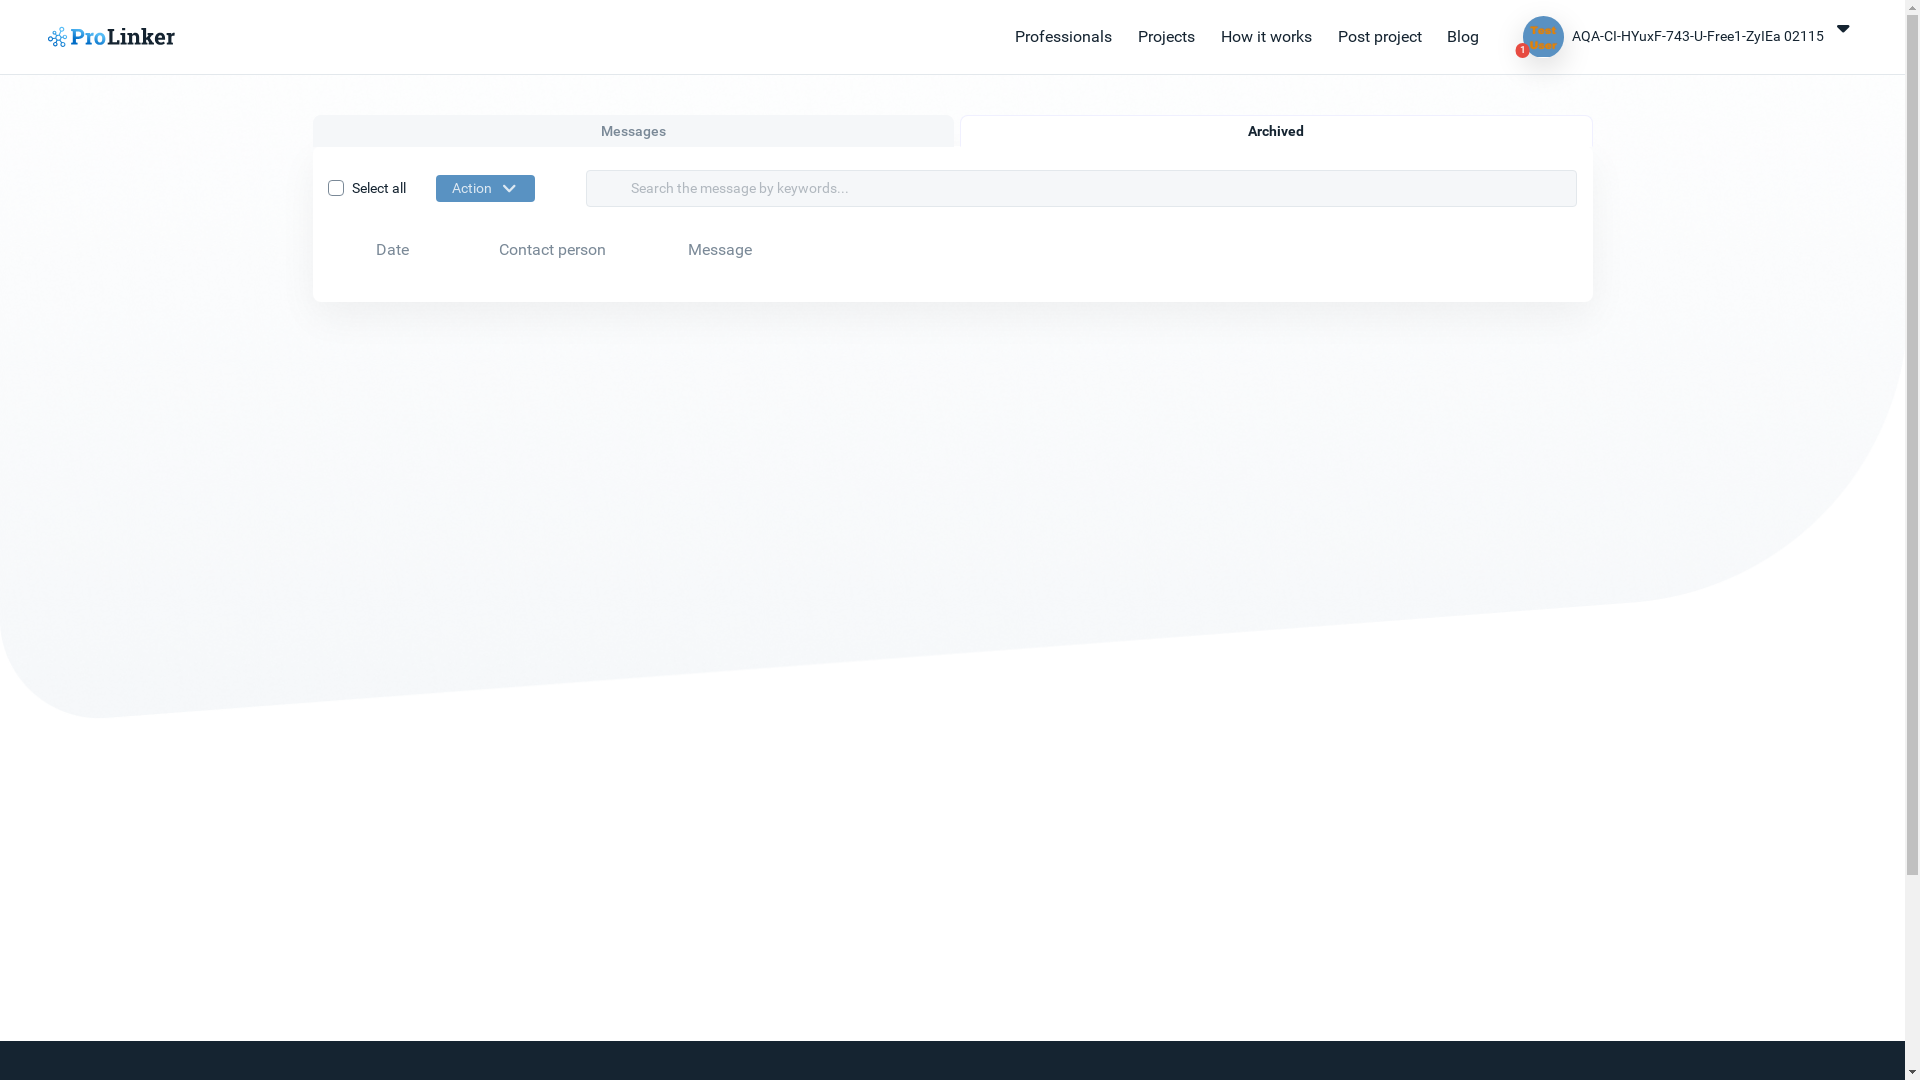 ProLinker
Professionals
Projects
How it works
Post project
Blog
Test
User
1
AQA-CI-HYuxF-743-U-Free1-ZyIEa 02115
Messages
Archived
Select all
Action
Search the message by keywords...
Date
Contact person
Message